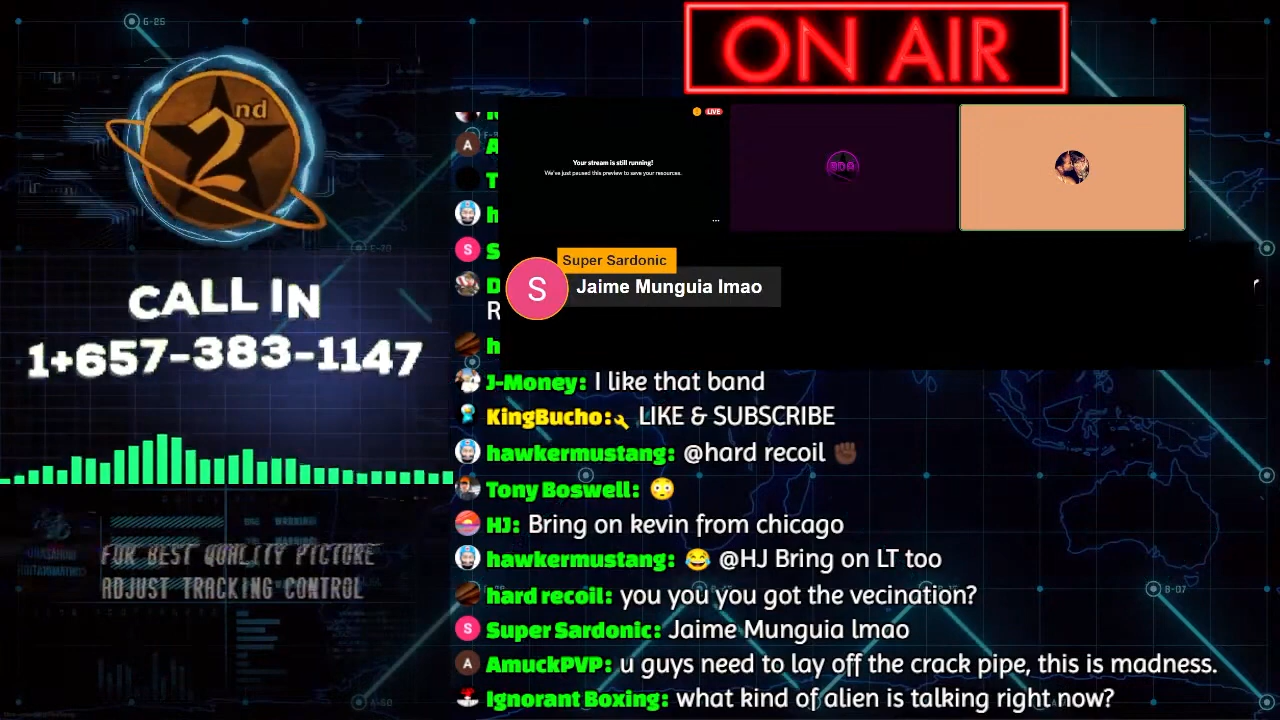 G-25
ON AIR
2nd
LIVE
Your stream is still running!
We've just paused this preview to save your resources.
Super Sardonic
S Jaime Munguia lmao
CALL IN
1+657-383-1147
J-Money: I like that band
KingBucho: LIKE & SUBSCRIBE
hawkermustang: @hard recoil ✊🏿
Tony Boswell: 😳
HJ: Bring on kevin from chicago
hawkermustang: 😂 @HJ Bring on LT too
hard recoil: you you you got the vecination?
Super Sardonic: Jaime Munguia lmao
AmuckPVP: u guys need to lay off the crack pipe, this is madness.
Ignorant Boxing: what kind of alien is talking right now?
FOR BEST QUALITY PICTURE
ADJUST TRACKING CONTROL
B-07